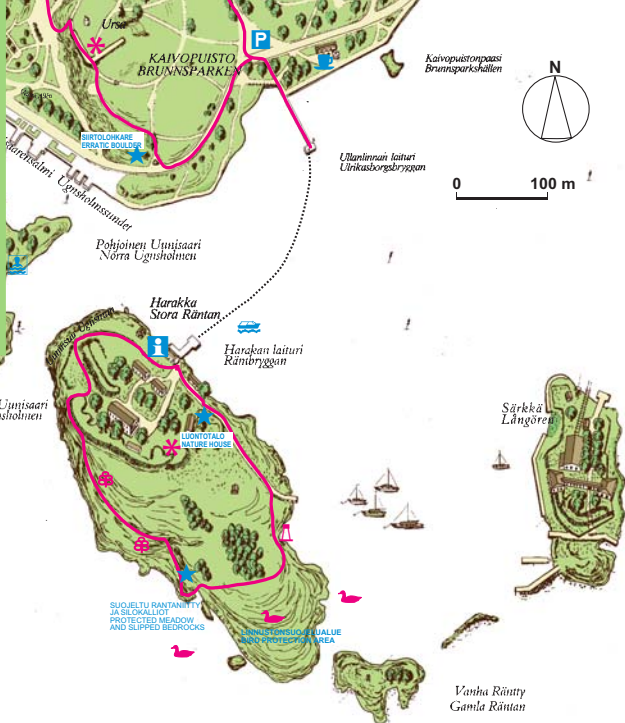 Ursa
P
KAIVOPUISTO
BRUNNSPARKEN
Kaivopuistonpaasi
Brunnsparkshällen
N
SIIRTOLOHKARE
ERRATIC BOULDER
Ullanlinnan laituri
Ulrikasborgsbryggan
0 100 m
Ugnsholmssundet
Pohjoinen Uunisaari
Norra Ugnsholmen
Harakka
Stora Räntan
i
Harakan laituri
Räntbryggan
Uunisaari
Särkkä
Långören
LUONTOTALO
NATURE HOUSE
SUOJELTU RANTANIITTY
JA SILOKALLIOT
PROTECTED MEADOW
AND SLIPPED BEDROCKS
LINNUSTONSUOJELUALUE
BIRD PROTECTION AREA
Vanha Räntty
Gamla Räntan